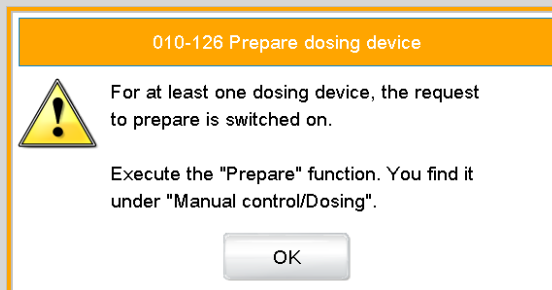 010-126 Prepare dosing device
For at least one dosing device, the request
to prepare is switched on.
Execute the "Prepare" function. You find it
under "Manual control/Dosing".
OK